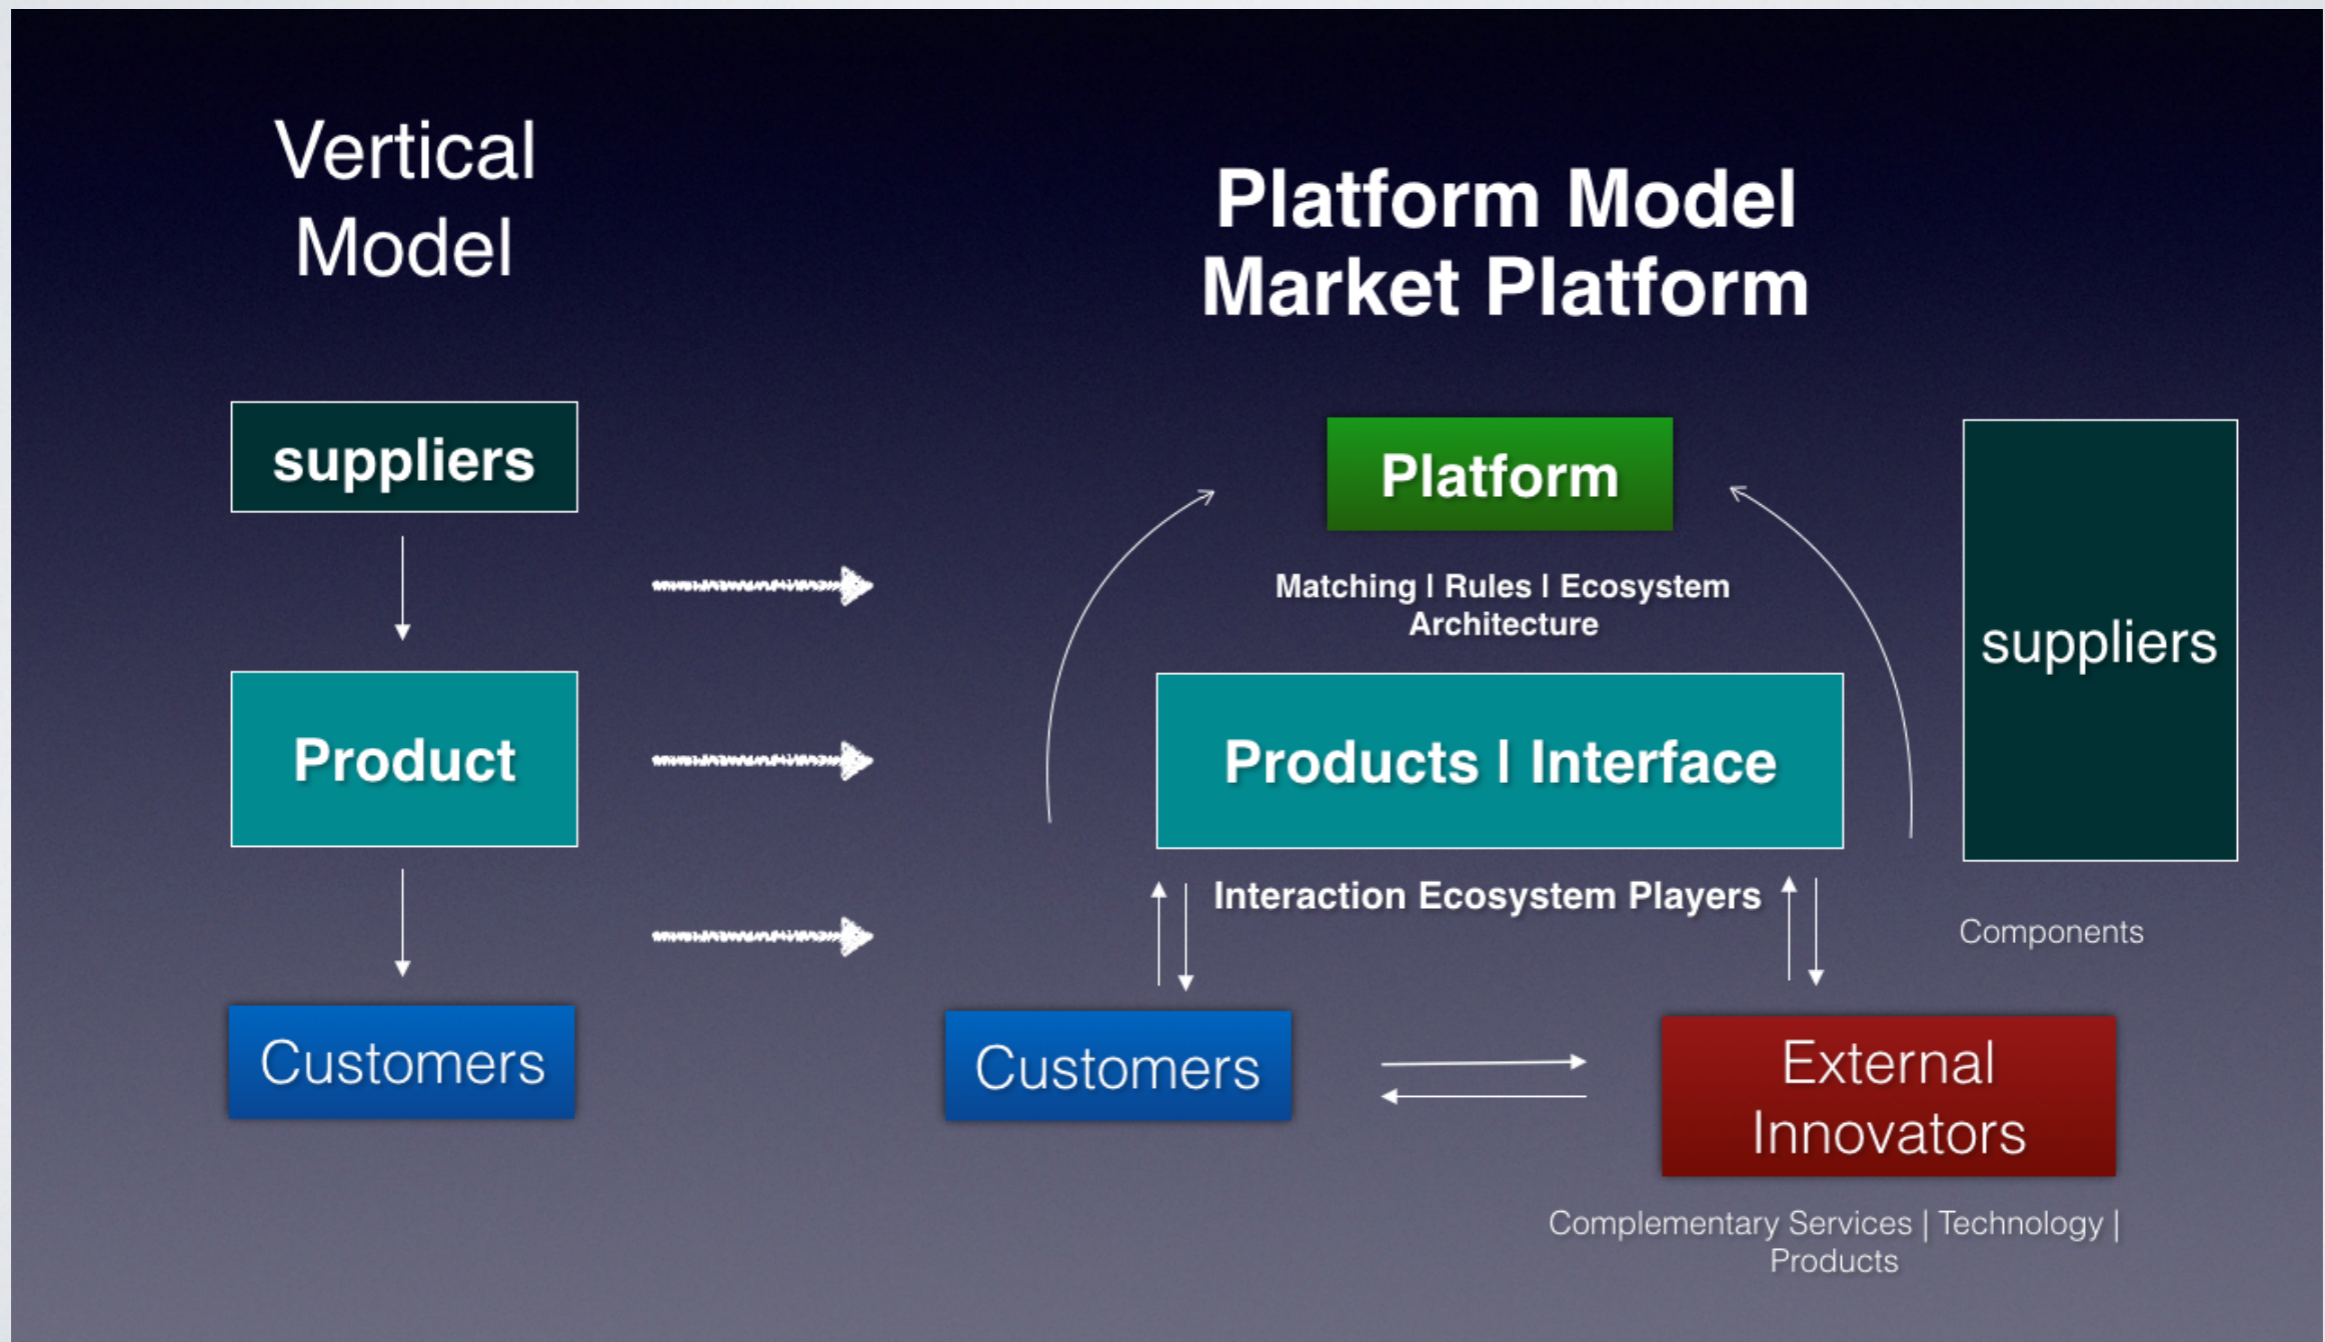 Vertical
Model
suppliers
Product
Customers
Platform Model
Market Platform
Platform
Matching | Rules | Ecosystem
Architecture
Products | Interface
Interaction Ecosystem Players
Customers
External
Innovators
Complementary Services | Technology |
Products
suppliers
Components